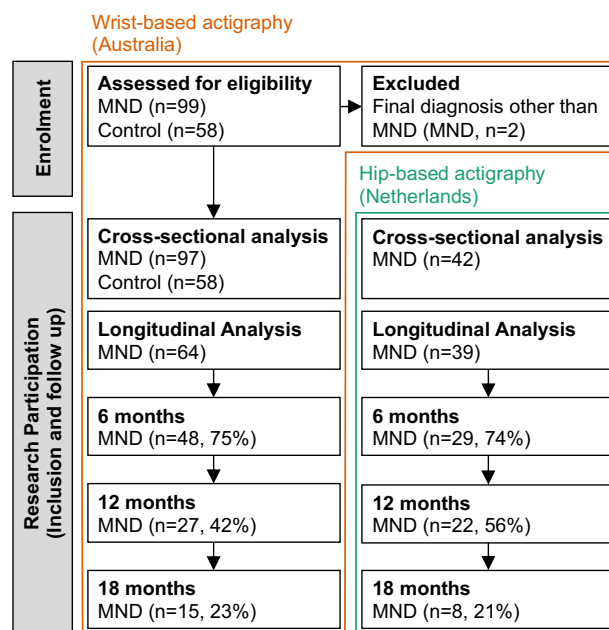 Wrist-based actigraphy
(Australia)
Enrolment
Assessed for eligibility
MND (n=99)
Control (n=58)
Excluded
Final diagnosis other than
MND (MND, n=2)
Hip-based actigraphy
(Netherlands)
Research Participation
(Inclusion and follow up)
Cross-sectional analysis
MND (n=97)
Control (n=58)
Cross-sectional analysis
MND (n=42)
Longitudinal Analysis
MND (n=64)
Longitudinal Analysis
MND (n=39)
6 months
MND (n=48, 75%)
6 months
MND (n=29, 74%)
12 months
MND (n=27, 42%)
12 months
MND (n=22, 56%)
18 months
MND (n=15, 23%)
18 months
MND (n=8, 21%)